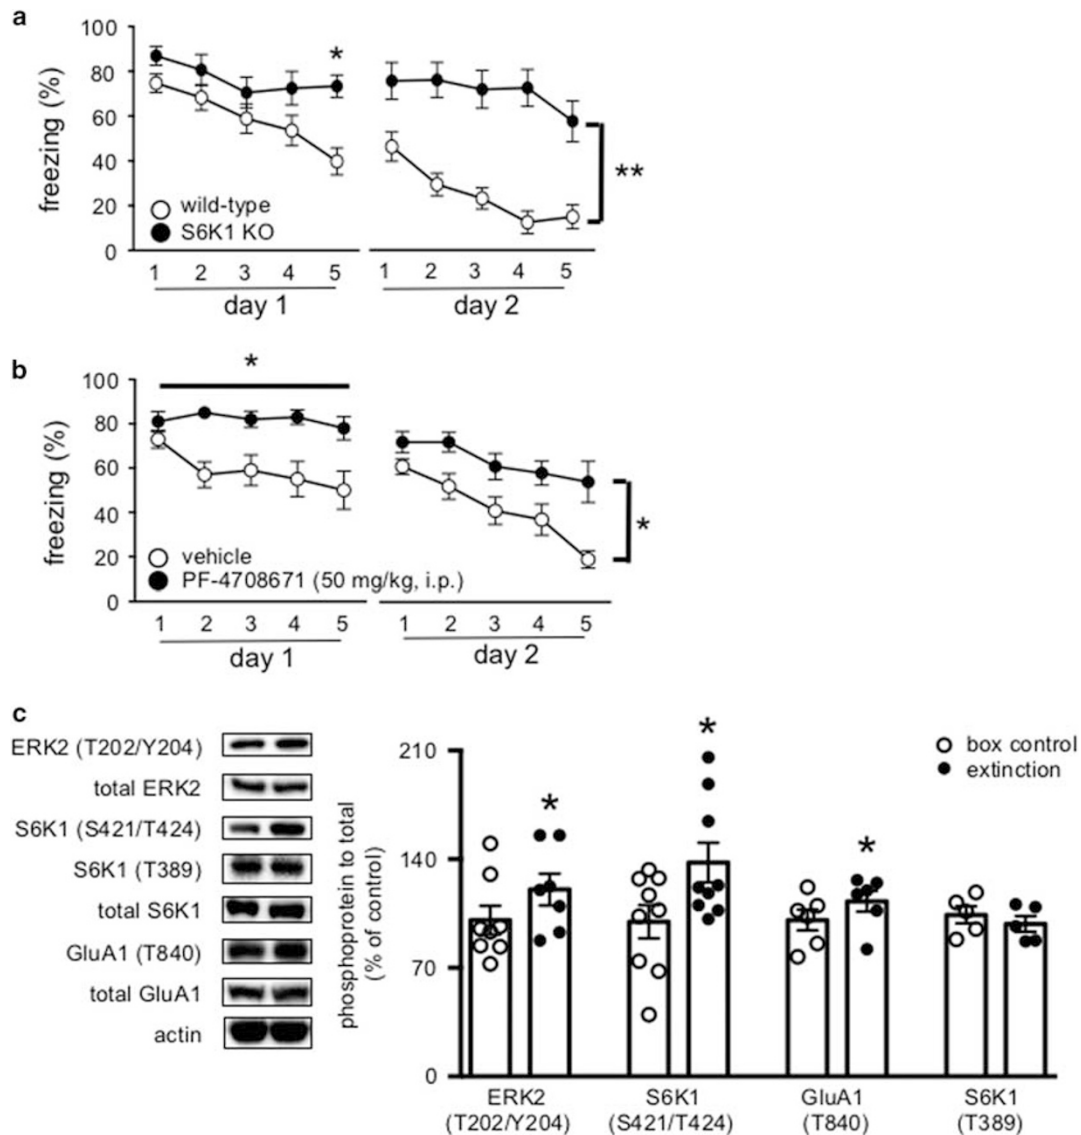 a
100
80
60
40
20
0
freezing (%)
*
**
wild-type
S6K1 KO
1 2 3 4 5 1 2 3 4 5
day 1 day 2
b
100
80
60
40
20
0
freezing (%)
*
*
vehicle
PF-4708671 (50 mg/kg, i.p.)
1 2 3 4 5 1 2 3 4 5
day 1 day 2
c
ERK2 (T202/Y204)
total ERK2
S6K1 (S421/T424)
S6K1 (T389)
total S6K1
GluA1 (T840)
total GluA1
actin
phosphoprotein to total
(% of control)
210
140
70
0
* * *
box control
extinction
ERK2 S6K1 GluA1 S6K1
(T202/Y204) (S421/T424) (T840) (T389)